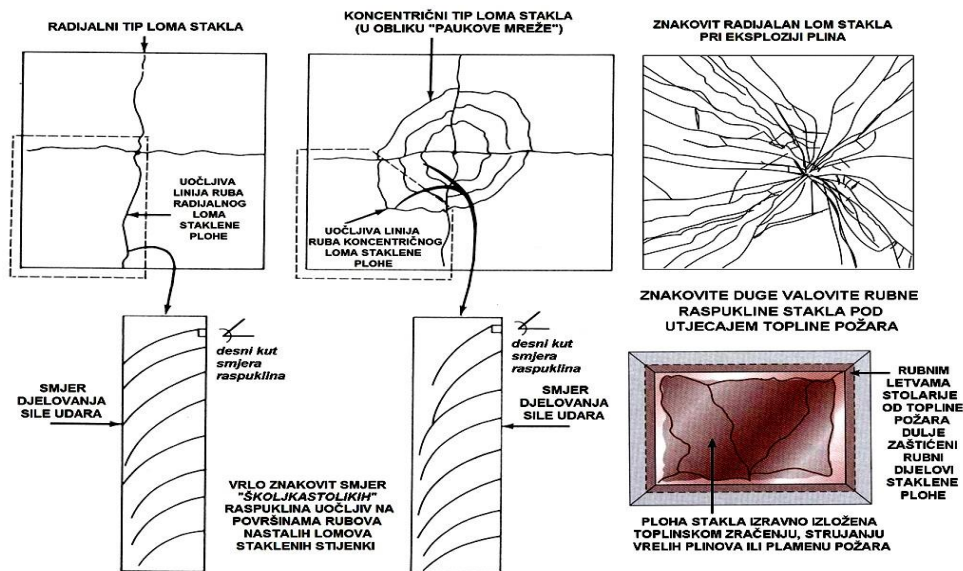 RADIJALNI TIP LOMA STAKLA
UOČLJIVA
LINIJA RUBA
RADIJALNOG
LOMA
STAKLENE
PLOHE
KONCENTRIČNI TIP LOMA STAKLA
(U OBLIKU "PAUKOVE MREŽE")
UOČLJIVA LINIJA
RUBA KONCENTRIČNOG
LOMA STAKLENE
PLOHE
ZNAKOVIT RADIJALAN LOM STAKLA
PRI EKSPLOZIJI PLINA
desni kut
smjera
raspuklina
SMJER
DJELOVANJA
SILE UDARA
desni kut
smjera
raspuklina
SMJER
DJELOVANJA
SILE UDARA
VRLO ZNAKOVIT SMJER
"ŠKOLJKASTOLIKIH"
RASPUKLINA UOČLJIV NA
POVRŠINAMA RUBOVA
NASTALIH LOMOVA
STAKLENIH STIJENKI
ZNAKOVITE DUGE VALOVITE RUBNE
RASPUKLINE STAKLA POD
UTJECAJEM TOPLINE POŽARA
RUBNIM
LETVAMA
STOLARIJE
OD TOPLINE
POŽARA
DULJE
ZAŠTIĆENI
RUBNI
DIJELOVI
STAKLENE
PLOHE
PLOHA STAKLA IZRAVNO IZLOŽENA
TOPLINSKOM ZRAČENJU, STRUJANJU
VRELIH PLINOVA ILI PLAMENU POŽARA